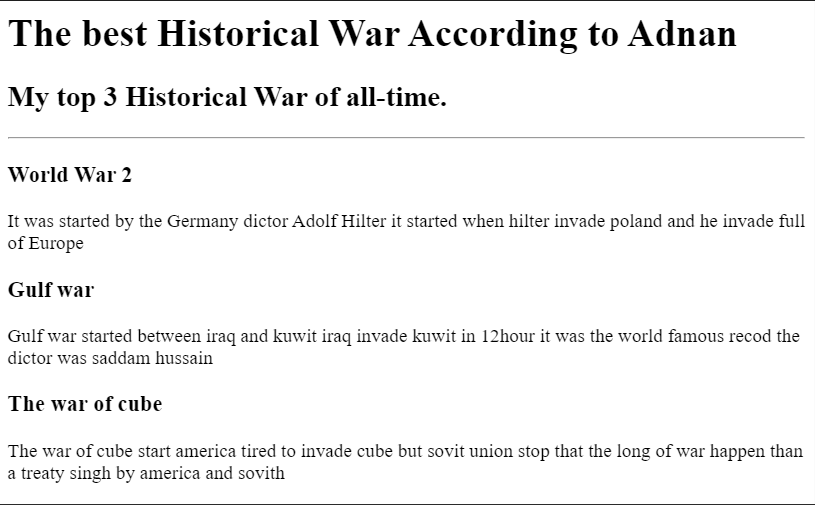 The best Historical War According to Adnan
My top 3 Historical War of all-time.
World War 2
It was started by the Germany dictor Adolf Hilter it started when hilter invade poland and he invade full
of Europe
Gulf war
Gulf war started between iraq and kuwit iraq invade kuwit in 12hour it was the world famous recod the
dictor was saddam hussain
The war of cube
The war of cube start america tired to invade cube but sovit union stop that the long of war happen than
a treaty singh by america and sovith